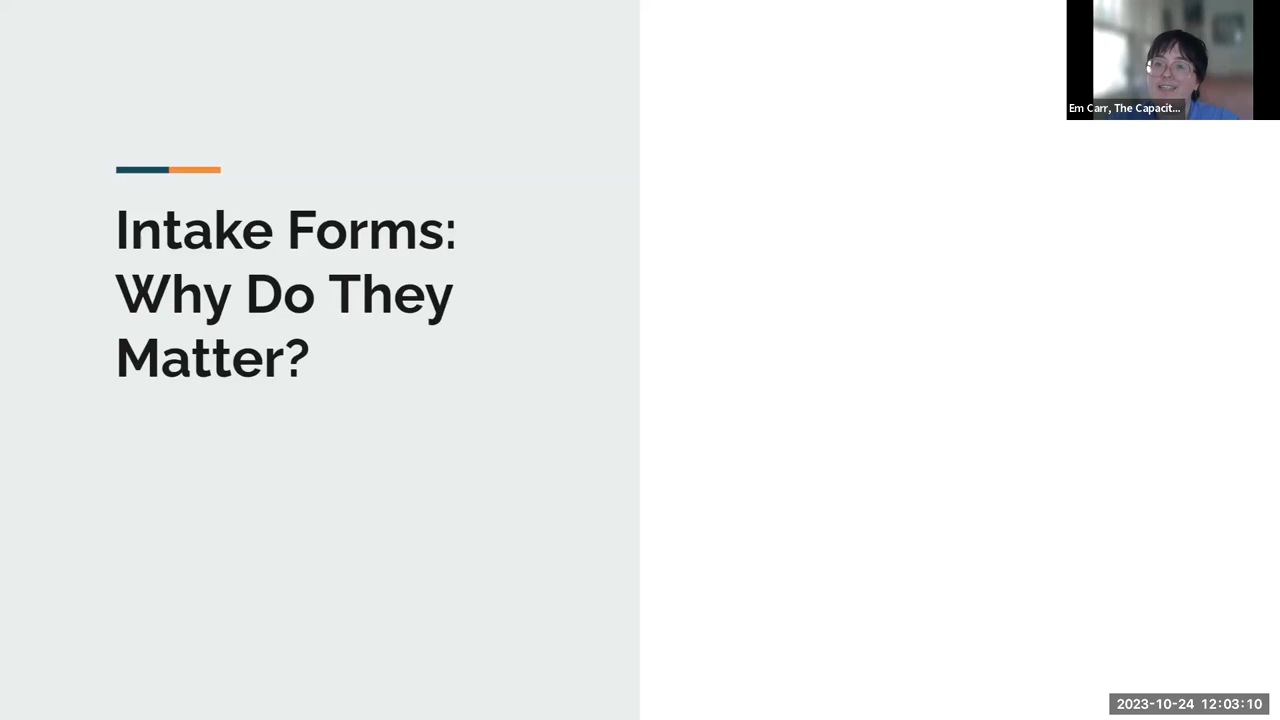 Em Carr, The Capacit...
Intake Forms:
Why Do They
Matter?
2023-10-24 12:03:10